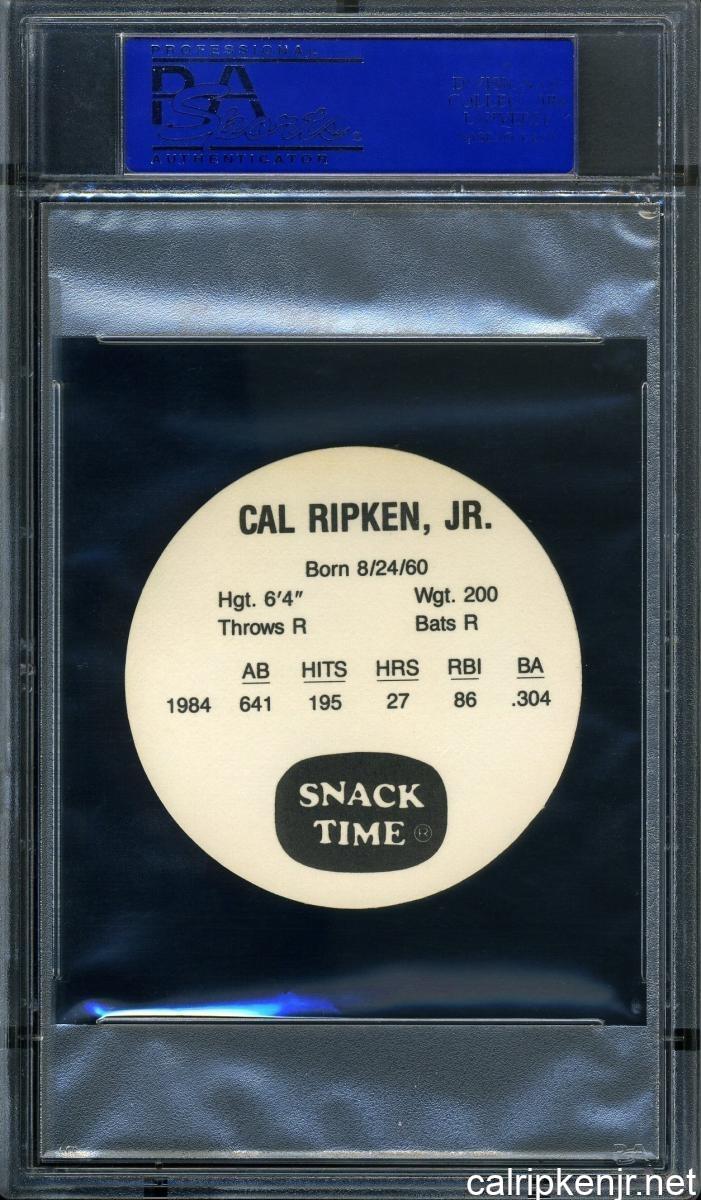 PROFESSIONAL
PSA
Sports
AUTHENTICATOR
CAL RIPKEN, JR.
Born 8/24/60
Hgt. 6'4" Wgt. 200
Throws R Bats R
AB HITS HRS RBI BA
1984 641 195 27 86 .304
SNACK
TIME ®
calripkenjr.net